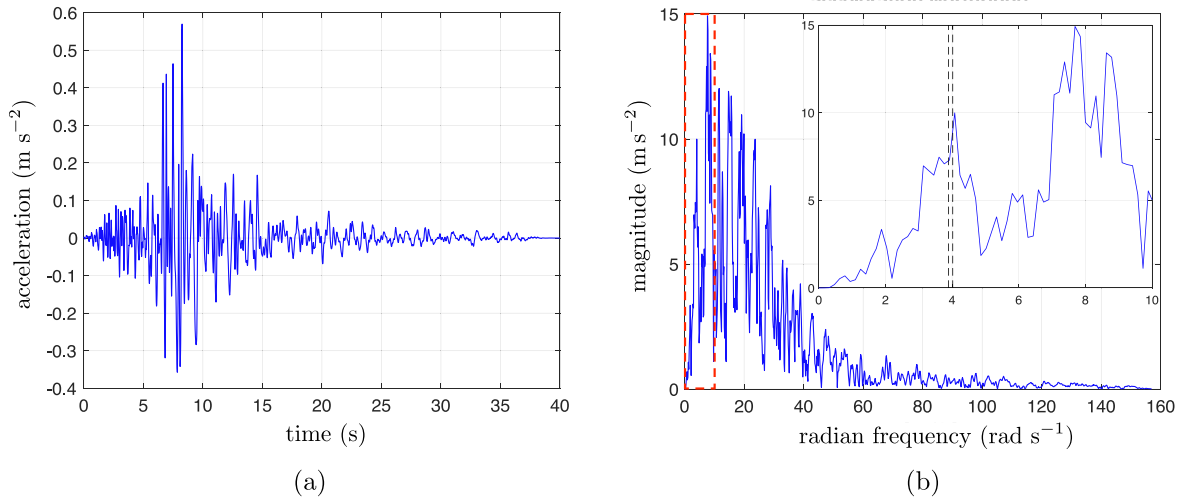 0.6
0.5
0.4
0.3
0.2
0.1
0
-0.1
-0.2
-0.3
-0.4
0 5 10 15 20 25 30 35 40
acceleration (m s⁻²)
time (s)
(a)
15
10
5
0
0 20 40 60 80 100 120 140 160
magnitude (m s⁻²)
radian frequency (rad s⁻¹)
15
10
5
0
0 2 4 6 8 10
(b)